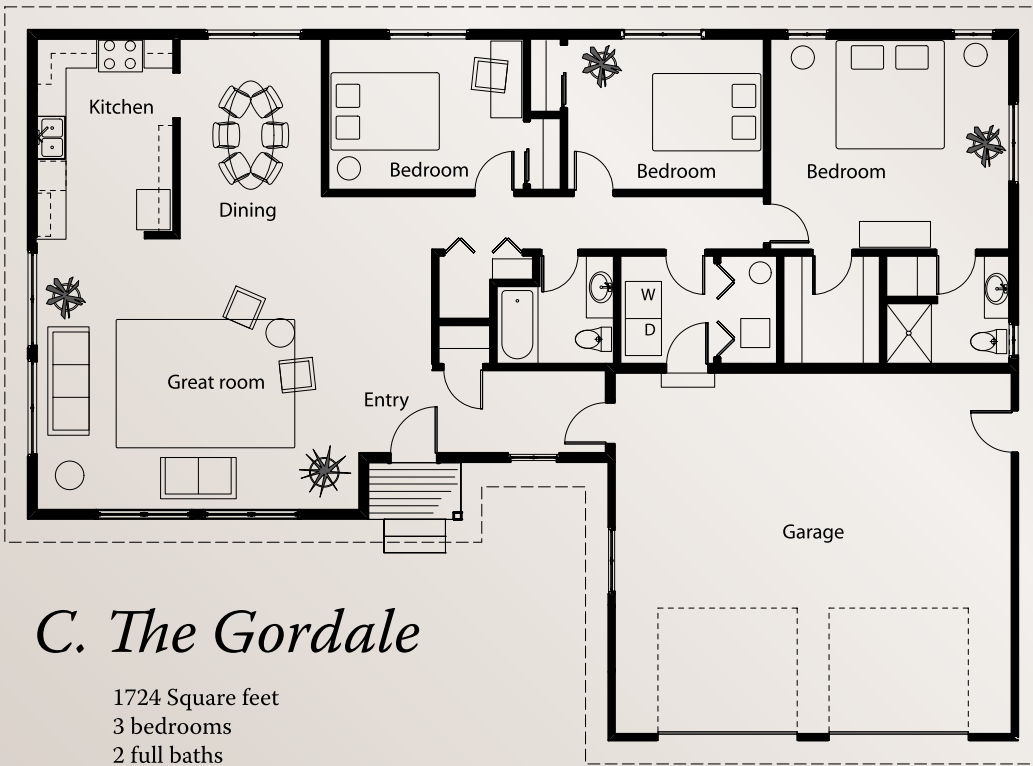 Kitchen
Dining
Bedroom
Bedroom
Bedroom
W
D
Great room
Entry
Garage
C. The Gordale
1724 Square feet
3 bedrooms
2 full baths